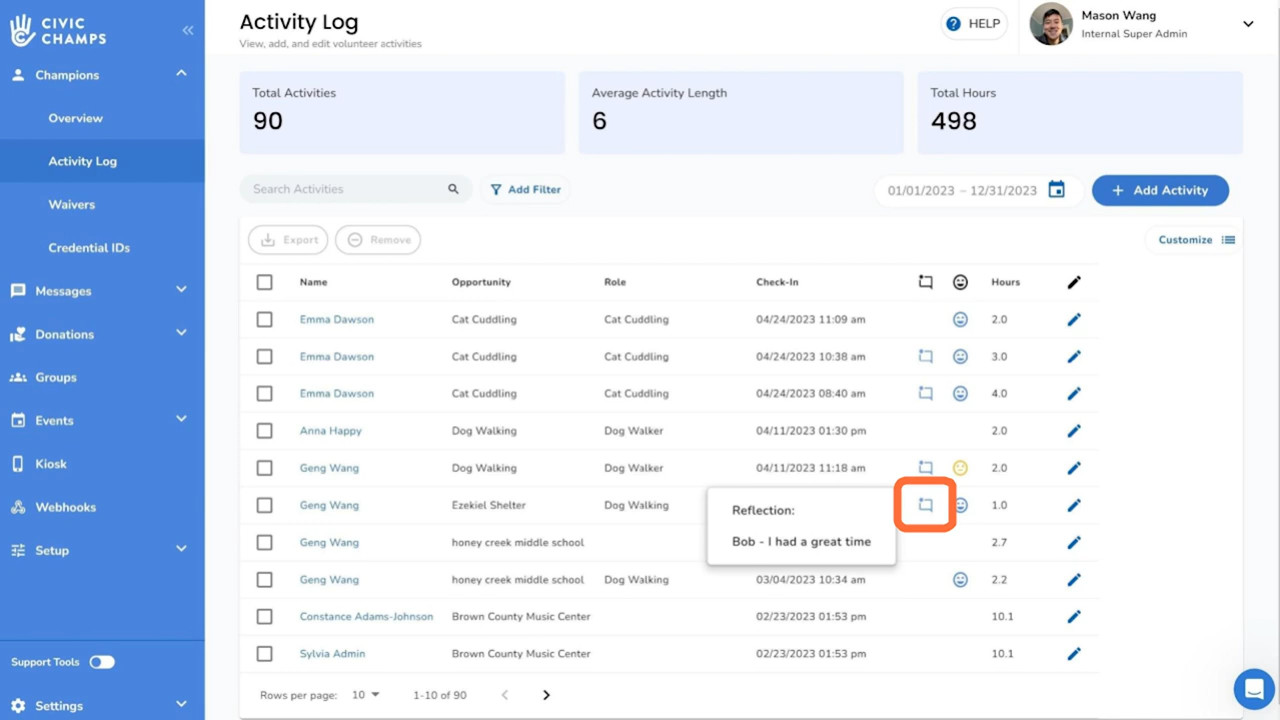 CIVIC
CHAMPS
Champions
Overview
Activity Log
Waivers
Credential IDs
Messages
Donations
Groups
Events
Kiosk
Webhooks
Setup
Support Tools
Settings
Activity Log
View, add, and edit volunteer activities
? HELP
Mason Wang
Internal Super Admin
Total Activities
90
Average Activity Length
6
Total Hours
498
Search Activities
Add Filter
01/01/2023 – 12/31/2023
+ Add Activity
Export
Remove
Customize
Name Opportunity Role Check-In Hours
Emma Dawson Cat Cuddling Cat Cuddling 04/24/2023 11:09 am 2.0
Emma Dawson Cat Cuddling Cat Cuddling 04/24/2023 10:38 am 3.0
Emma Dawson Cat Cuddling Cat Cuddling 04/24/2023 08:40 am 4.0
Anna Happy Dog Walking Dog Walker 04/11/2023 01:30 pm 2.0
Geng Wang Dog Walking Dog Walker 04/11/2023 11:18 am 2.0
Geng Wang Ezekiel Shelter Dog Walking 1.0
Reflection:
Bob - I had a great time
Geng Wang honey creek middle school 2.7
Geng Wang honey creek middle school Dog Walking 03/04/2023 10:34 am 2.2
Constance Adams-Johnson Brown County Music Center 02/23/2023 01:53 pm 10.1
Sylvia Admin Brown County Music Center 02/23/2023 01:53 pm 10.1
Rows per page: 10 1-10 of 90